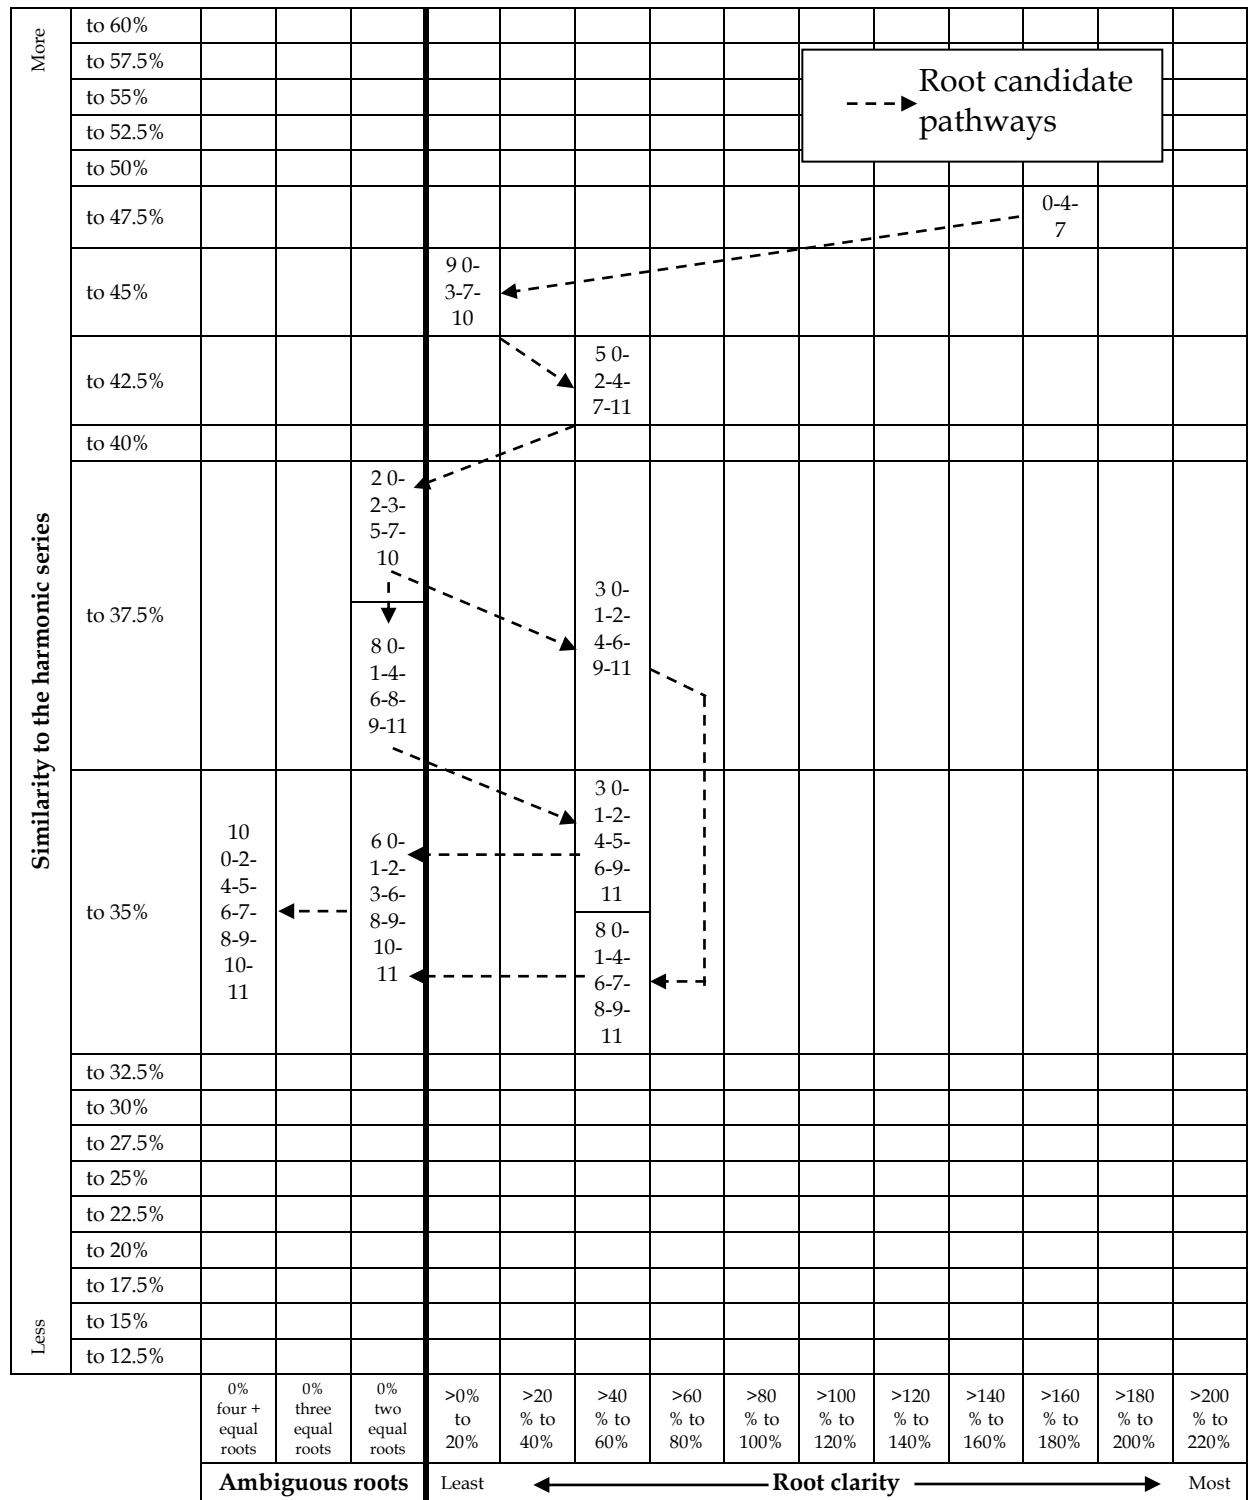 More
Similarity to the harmonic series
Less
to 60%
to 57.5%
to 55%
to 52.5%
to 50%
Root candidate
pathways
to 47.5%
0-4-
7
to 45%
9 0-
3-7-
10
to 42.5%
5 0-
2-4-
7-11
to 40%
to 37.5%
2 0-
2-3-
5-7-
10
8 0-
1-4-
6-8-
9-11
3 0-
1-2-
4-6-
9-11
to 35%
10
0-2-
4-5-
6-7-
8-9-
10-
11
6 0-
1-2-
3-6-
8-9-
10-
11
3 0-
1-2-
4-5-
6-9-
11
8 0-
1-4-
6-7-
8-9-
11
to 32.5%
to 30%
to 27.5%
to 25%
to 22.5%
to 20%
to 17.5%
to 15%
to 12.5%
0%
four +
equal
roots
0%
three
equal
roots
0%
two
equal
roots
>0%
to
20%
>20
% to
40%
>40
% to
60%
>60
% to
80%
>80
% to
100%
>100
% to
120%
>120
% to
140%
>140
% to
160%
>160
% to
180%
>180
% to
200%
>200
% to
220%
Ambiguous roots
Least
Root clarity
Most